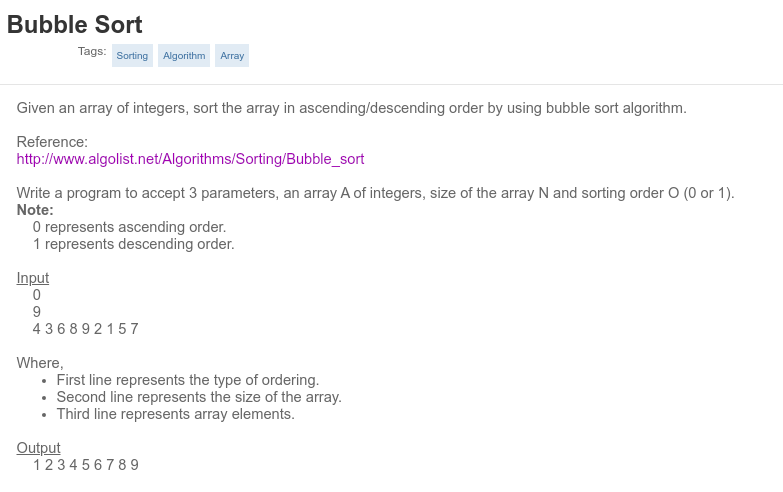 Bubble Sort
Tags: Sorting Algorithm Array
Given an array of integers, sort the array in ascending/descending order by using bubble sort algorithm.
Reference:
http://www.algolist.net/Algorithms/Sorting/Bubble_sort
Write a program to accept 3 parameters, an array A of integers, size of the array N and sorting order O (0 or 1).
Note:
0 represents ascending order.
1 represents descending order.
Input
0
9
4 3 6 8 9 2 1 5 7
Where,
• First line represents the type of ordering.
• Second line represents the size of the array.
• Third line represents array elements.
Output
1 2 3 4 5 6 7 8 9